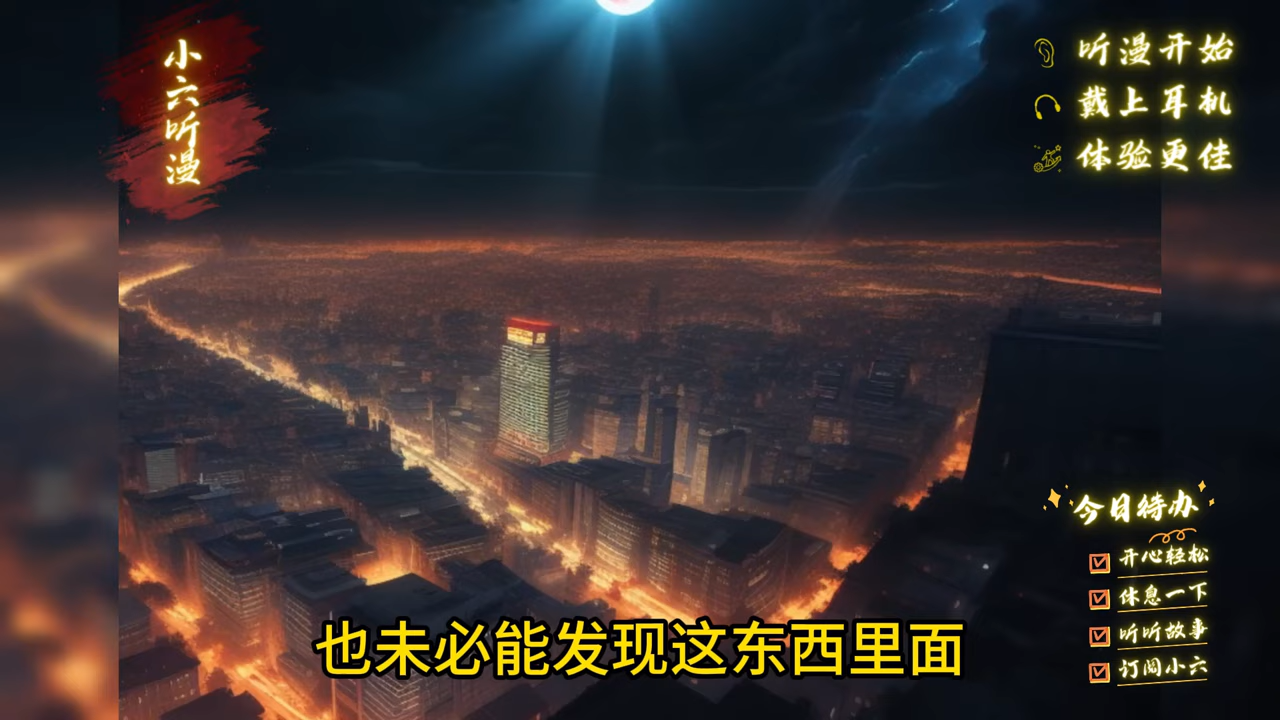 小六听漫
听漫开始
戴上耳机
体验更佳
今日待办
开心轻松
休息一下
听听故事
订阅小六
也未必能发现这东西里面